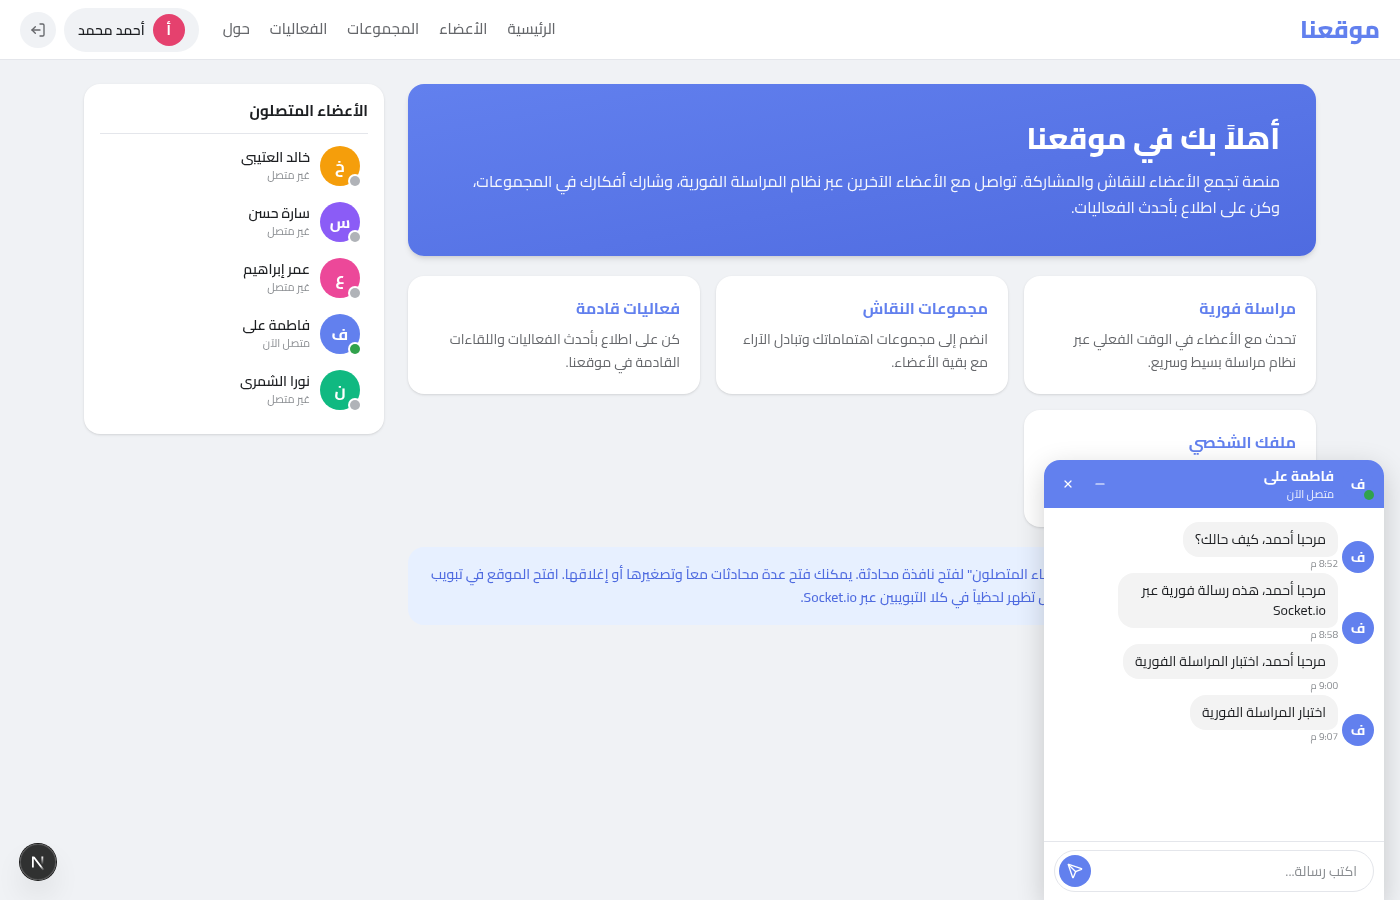 موقعنا
الرئيسية
الأعضاء
المجموعات
الفعاليات
حول
أ
أحمد محمد
أهلاً بك في موقعنا
منصة تجمع الأعضاء للنقاش والمشاركة. تواصل مع الأعضاء الآخرين عبر نظام المراسلة الفورية، وشارك أفكارك في المجموعات،
وكن على اطلاع بأحدث الفعاليات.
مراسلة فورية
تحدث مع الأعضاء في الوقت الفعلي عبر
نظام مراسلة بسيط وسريع.
مجموعات النقاش
انضم إلى مجموعات اهتماماتك وتبادل الآراء
مع بقية الأعضاء.
فعاليات قادمة
كن على اطلاع بأحدث الفعاليات واللقاءات
القادمة في موقعنا.
ملفك الشخصي
المتصلون" لفتح نافذة محادثة. يمكنك فتح عدة محادثات معاً وتصغيرها أو إغلاقها. افتح الموقع في تبويب
تظهر لحظياً في كلا التبويبين عبر Socket.io.
الأعضاء المتصلون
خ
خالد العتيبي
غير متصل
س
سارة حسن
غير متصل
ع
عمر إبراهيم
غير متصل
ف
فاطمة علي
متصل الآن
ن
نورا الشمري
غير متصل
ف
فاطمة علي
متصل الآن
مرحبا أحمد، كيف حالك؟
ف
8:52 م
مرحبا أحمد، هذه رسالة فورية عبر
Socket.io
ف
8:58 م
مرحبا أحمد، اختبار المراسلة الفورية
9:00 م
اختبار المراسلة الفورية
ف
9:07 م
اكتب رسالة...
N